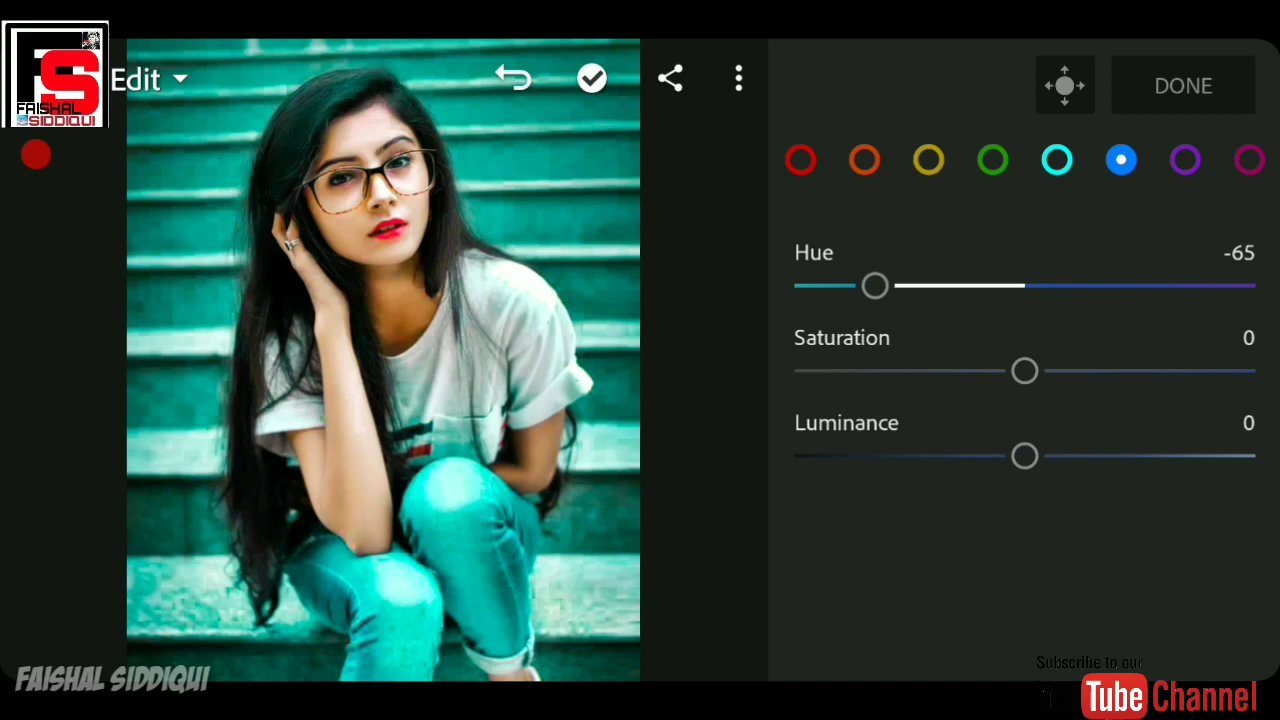 FS
FAISHAL
SIDDIQUI
Edit
DONE
Hue -65
Saturation 0
Luminance 0
FAISHAL SIDDIQUI
Subscribe to our
Tube Channel